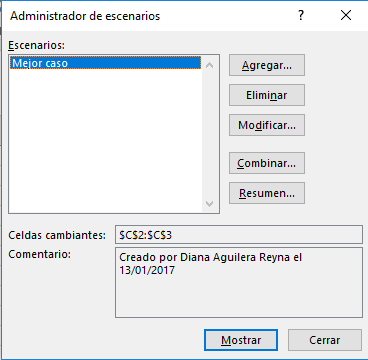 Administrador de escenarios
Escenarios:
Mejor caso
Agregar...
Eliminar
Modificar...
Combinar...
Resumen...
Celdas cambiantes:
$C$2:$C$3
Comentario:
Creado por Diana Aguilera Reyna el
13/01/2017
Mostrar
Cerrar